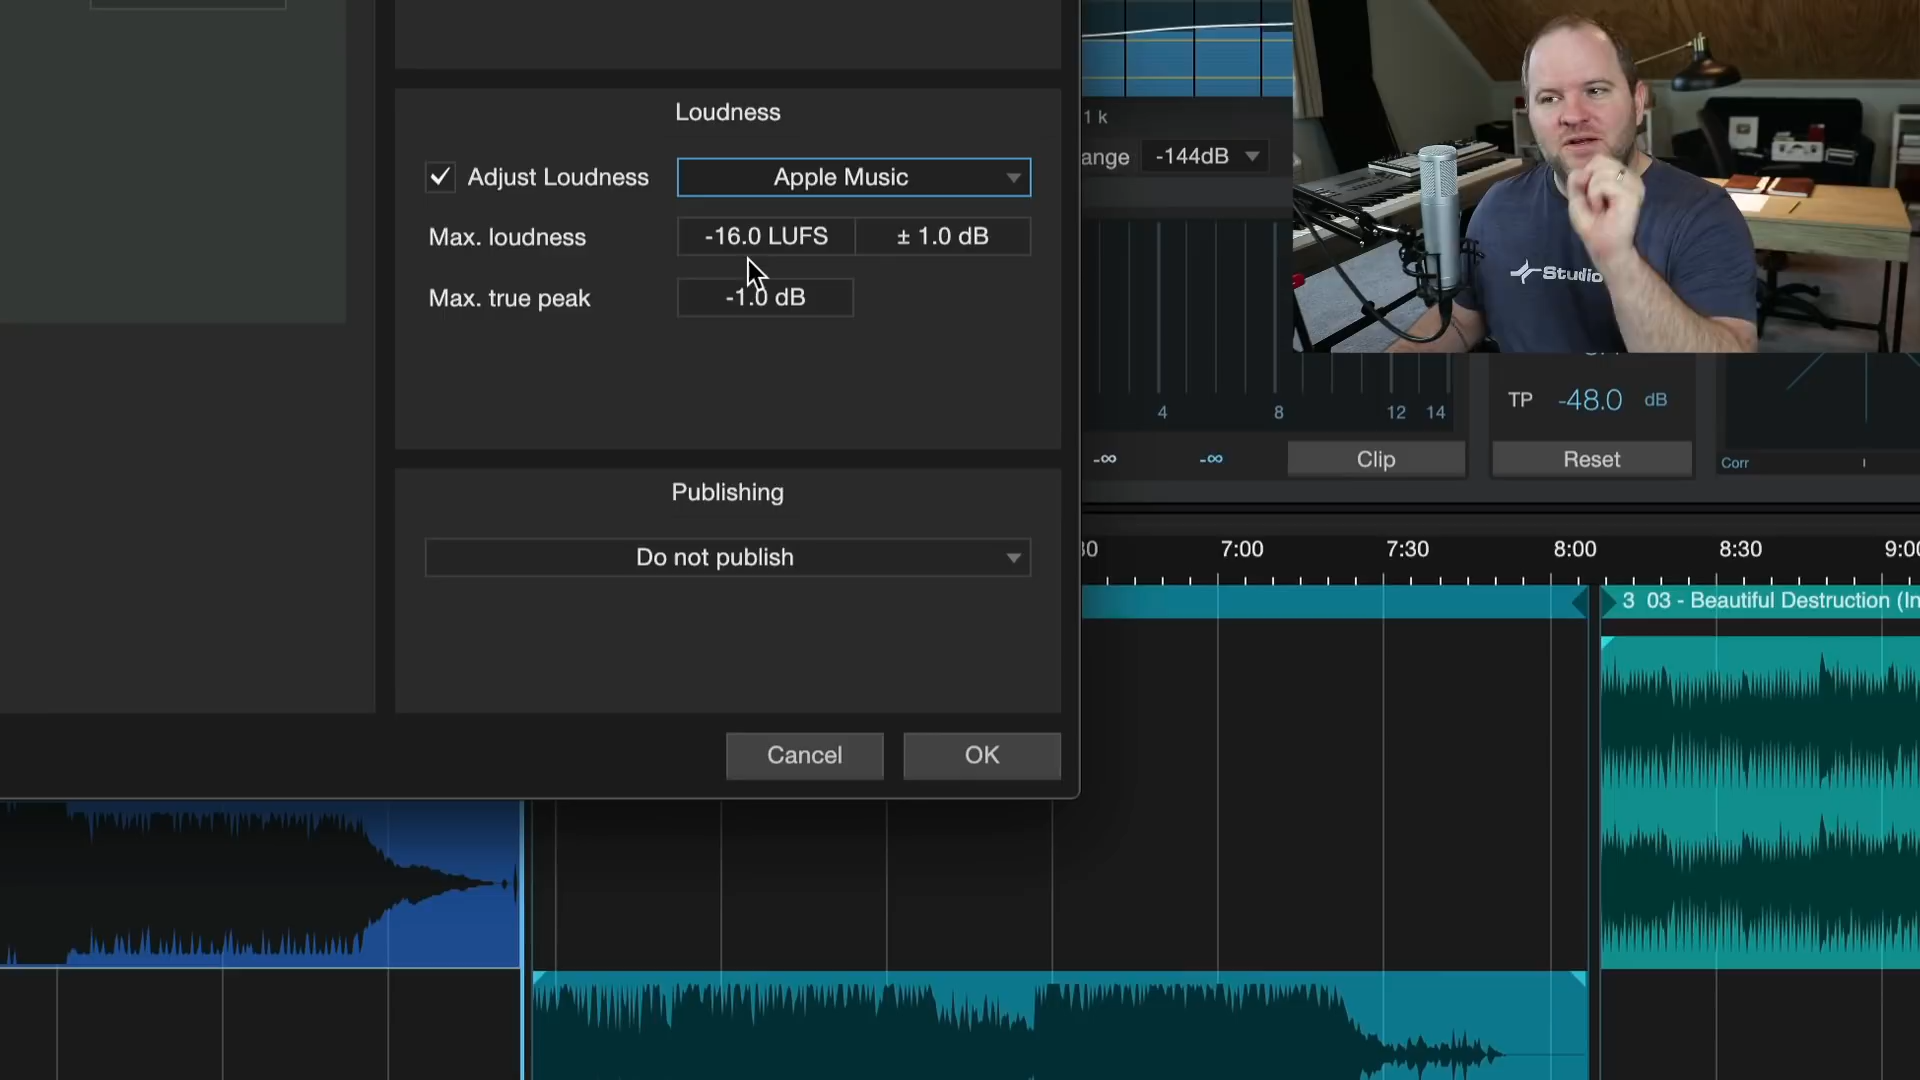 Loudness
Adjust Loudness
Apple Music
Max. loudness
-16.0 LUFS
± 1.0 dB
Max. true peak
-1.0 dB
Publishing
Do not publish
Cancel
OK
1 k
ange
-144dB
4
8
12
14
-∞
-∞
Clip
TP
-48.0
dB
Reset
Corr
Studio
7:00
7:30
8:00
8:30
9:00
3 03 - Beautiful Destruction (In